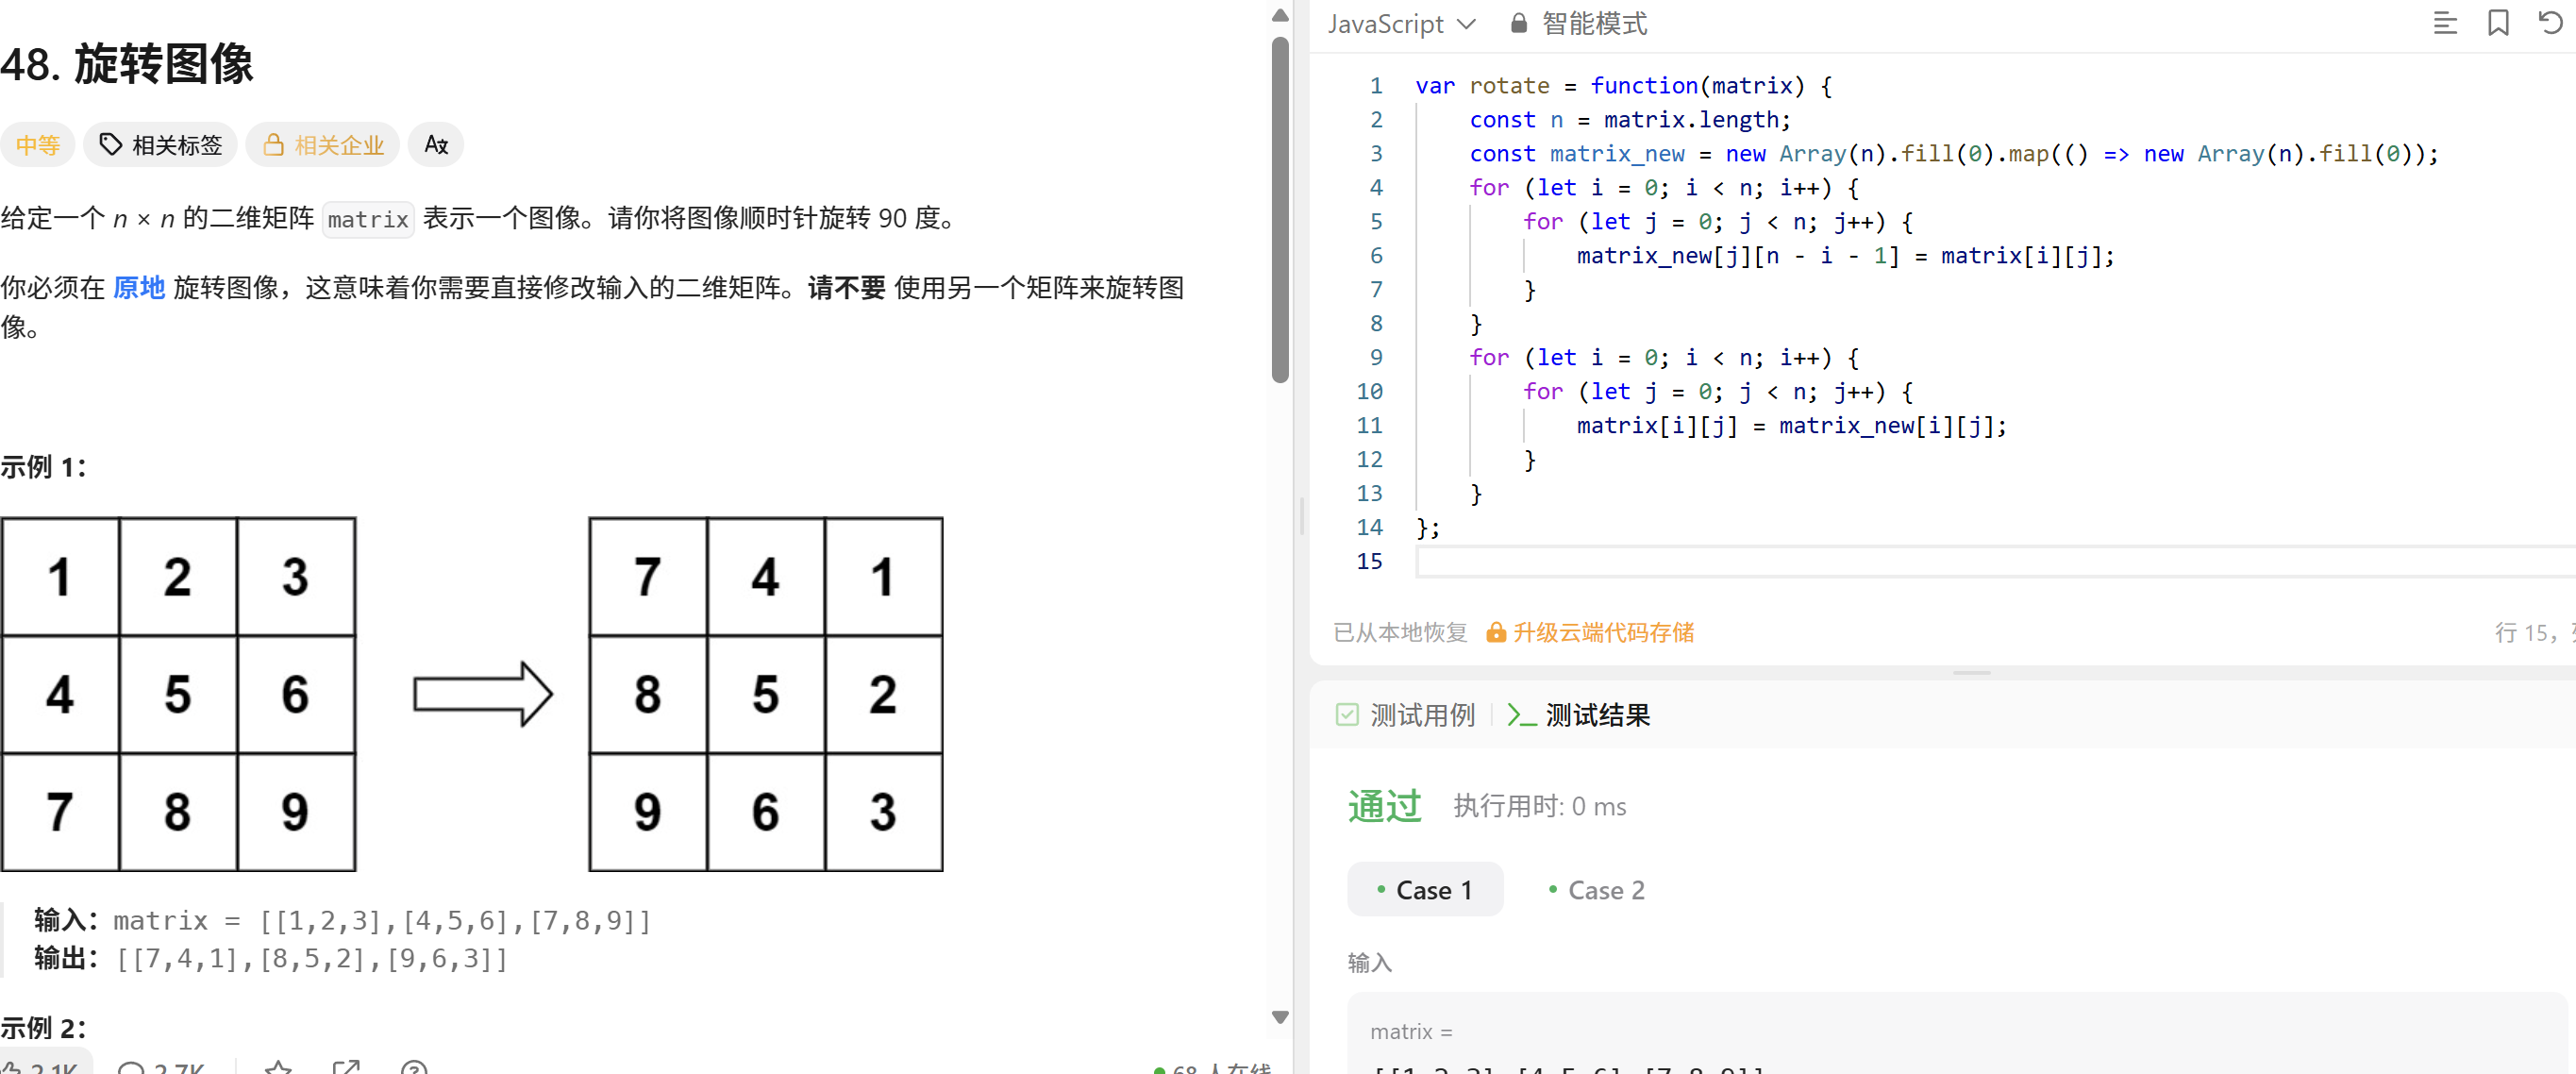 48. 旋转图像
中等 相关标签 相关企业
给定一个 n × n 的二维矩阵 matrix 表示一个图像。请你将图像顺时针旋转 90 度。
你必须在 原地 旋转图像，这意味着你需要直接修改输入的二维矩阵。请不要 使用另一个矩阵来旋转图
像。
示例 1：
1 2 3
4 5 6
7 8 9
7 4 1
8 5 2
9 6 3
输入：matrix = [[1,2,3],[4,5,6],[7,8,9]]
输出：[[7,4,1],[8,5,2],[9,6,3]]
示例 2：
2.1K 2.7K 68 人在线
JavaScript 智能模式
1 var rotate = function(matrix) {
2 const n = matrix.length;
3 const matrix_new = new Array(n).fill(0).map(() => new Array(n).fill(0));
4 for (let i = 0; i < n; i++) {
5 for (let j = 0; j < n; j++) {
6 matrix_new[j][n - i - 1] = matrix[i][j];
7 }
8 }
9 for (let i = 0; i < n; i++) {
10 for (let j = 0; j < n; j++) {
11 matrix[i][j] = matrix_new[i][j];
12 }
13 }
14 };
15
已从本地恢复 升级云端代码存储 行 15，
测试用例 测试结果
通过 执行用时: 0 ms
Case 1 Case 2
输入
matrix =
[[1,2,3],[4,5,6],[7,8,9]]